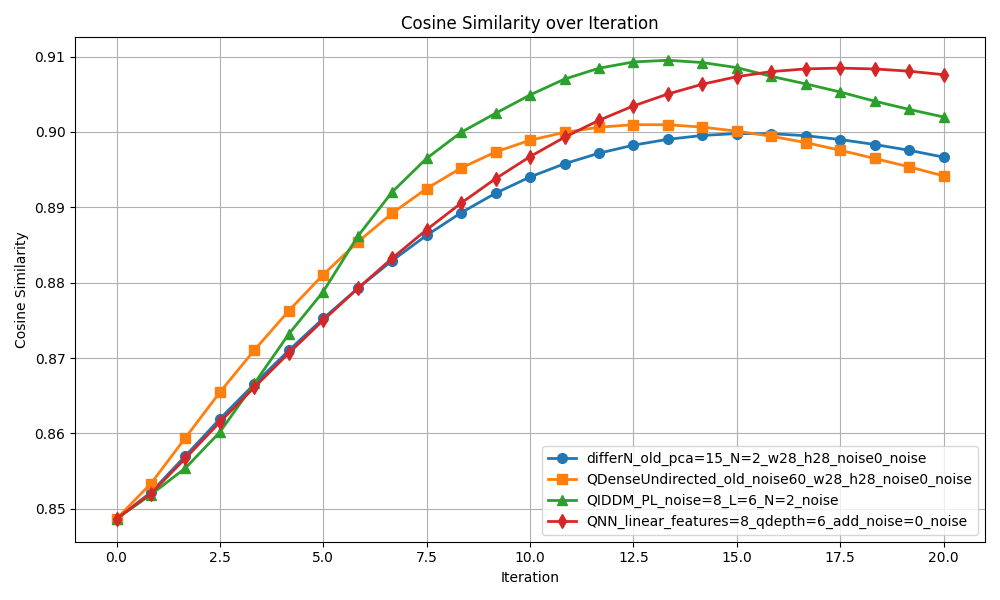 Cosine Similarity over Iteration
0.91
0.90
0.89
0.88
0.87
0.86
0.85
Cosine Similarity
0.0 2.5 5.0 7.5 10.0 12.5 15.0 17.5 20.0
Iteration
differN_old_pca=15_N=2_w28_h28_noise0_noise
QDenseUndirected_old_noise60_w28_h28_noise0_noise
QIDDM_PL_noise=8_L=6_N=2_noise
QNN_linear_features=8_qdepth=6_add_noise=0_noise